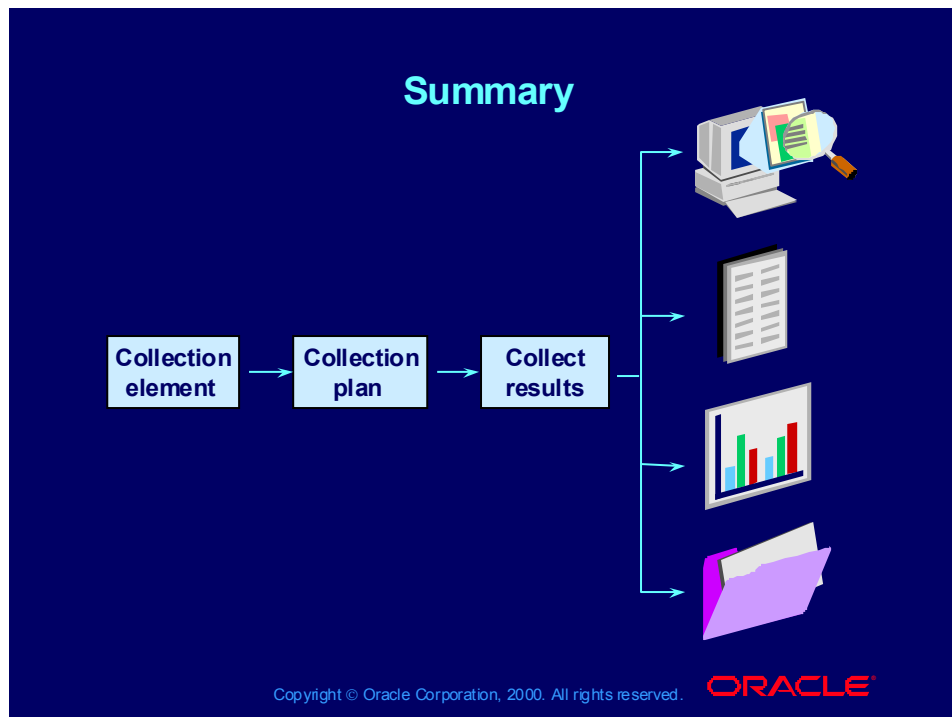 Summary
Collection
element
Collection
plan
Collect
results
Copyright © Oracle Corporation, 2000. All rights reserved.
ORACLE®